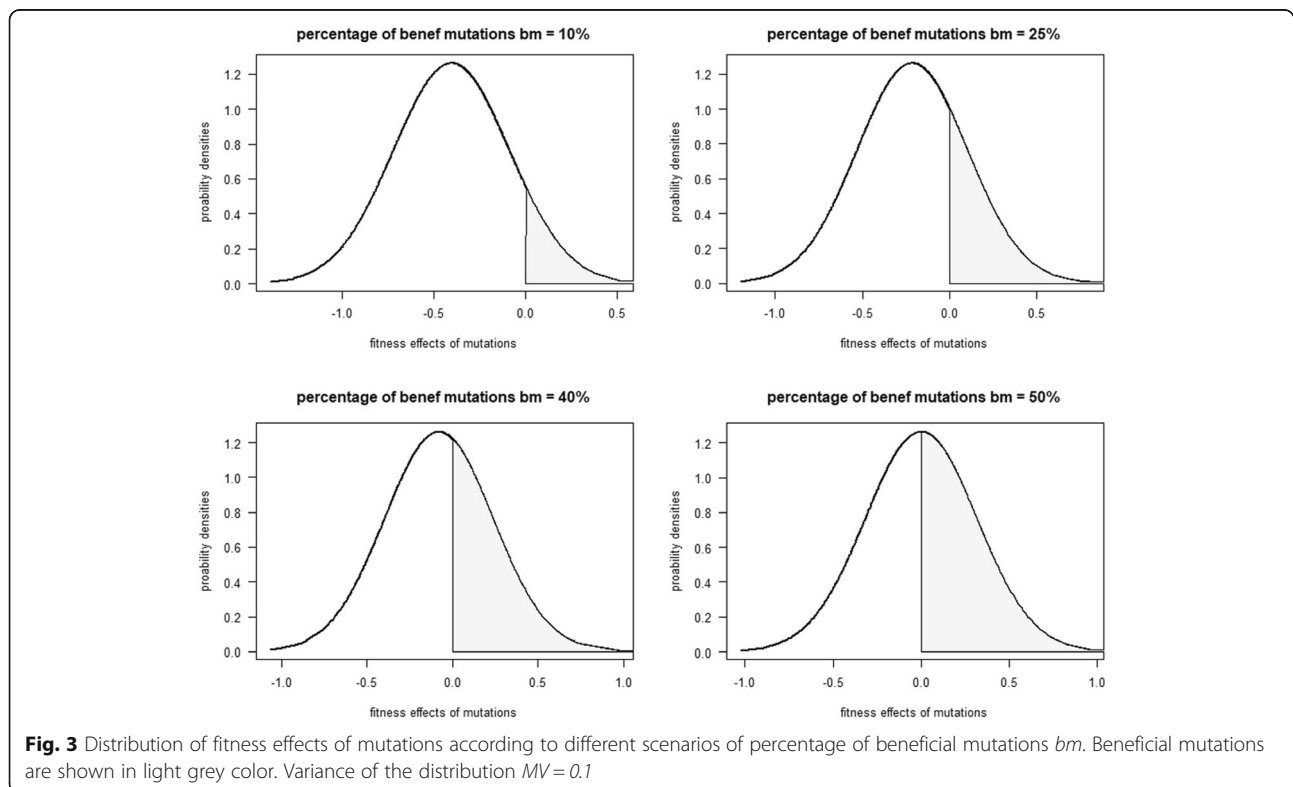 percentage of benef mutations bm = 10%
proability densities
1.2
1.0
0.8
0.6
0.4
0.2
0.0
-1.0 -0.5 0.0 0.5
fitness effects of mutations
percentage of benef mutations bm = 25%
proability densities
1.2
1.0
0.8
0.6
0.4
0.2
0.0
-1.0 -0.5 0.0 0.5
fitness effects of mutations
percentage of benef mutations bm = 40%
proability densities
1.2
1.0
0.8
0.6
0.4
0.2
0.0
-1.0 -0.5 0.0 0.5 1.0
fitness effects of mutations
percentage of benef mutations bm = 50%
proability densities
1.2
1.0
0.8
0.6
0.4
0.2
0.0
-1.0 -0.5 0.0 0.5 1.0
fitness effects of mutations
Fig. 3 Distribution of fitness effects of mutations according to different scenarios of percentage of beneficial mutations bm. Beneficial mutations
are shown in light grey color. Variance of the distribution MV = 0.1